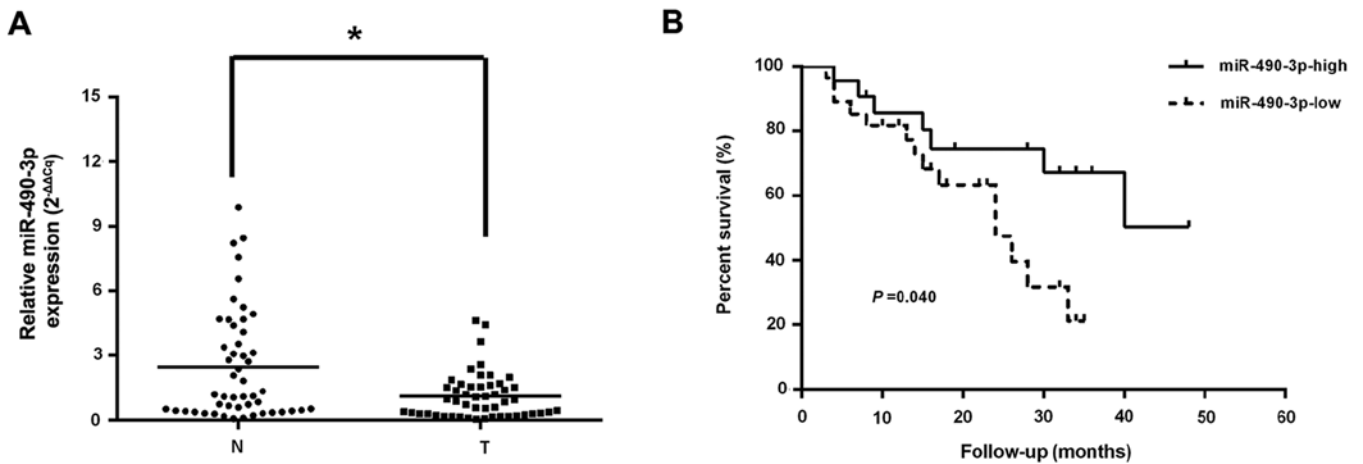 A
*
Relative miR-490-3p
expression (2-ΔΔCq)
15
12
9
6
3
0
N
T
B
miR-490-3p-high
miR-490-3p-low
Percent survival (%)
100
80
60
40
20
0
P=0.040
0
10
20
30
40
50
60
Follow-up (months)